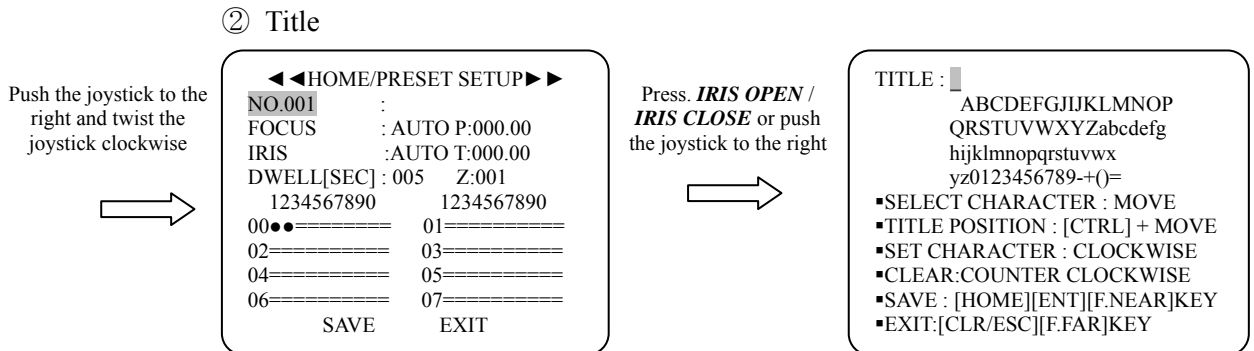 ② Title
Push the joystick to the
right and twist the
joystick clockwise
◄◄HOME/PRESET SETUP►►
NO.001 :
FOCUS : AUTO P:000.00
IRIS :AUTO T:000.00
DWELL[SEC] : 005 Z:001
1234567890 1234567890
00●●======== 01==========
02========== 03==========
04========== 05==========
06========== 07==========
SAVE EXIT
Press. IRIS OPEN /
IRIS CLOSE or push
the joystick to the right
TITLE : _
ABCDEFGJIJKLMNOP
QRSTUVWXYZabcdefg
hijklmnopqrstuvwx
yz0123456789-+()=
▪SELECT CHARACTER : MOVE
▪TITLE POSITION : [CTRL] + MOVE
▪SET CHARACTER : CLOCKWISE
▪CLEAR:COUNTER CLOCKWISE
▪SAVE : [HOME][ENT][F.NEAR]KEY
▪EXIT:[CLR/ESC][F.FAR]KEY